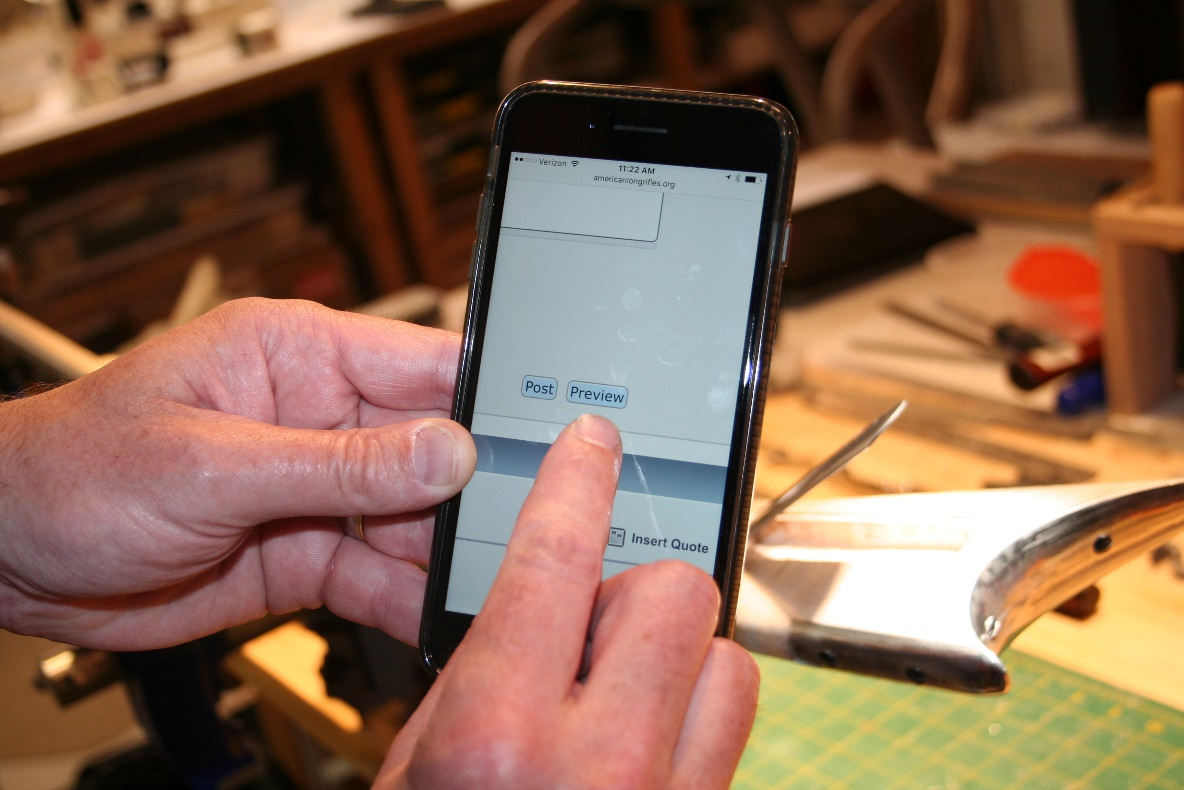 Verizon
11:22 AM
americanlongrifles.org
Post Preview
Insert Quote